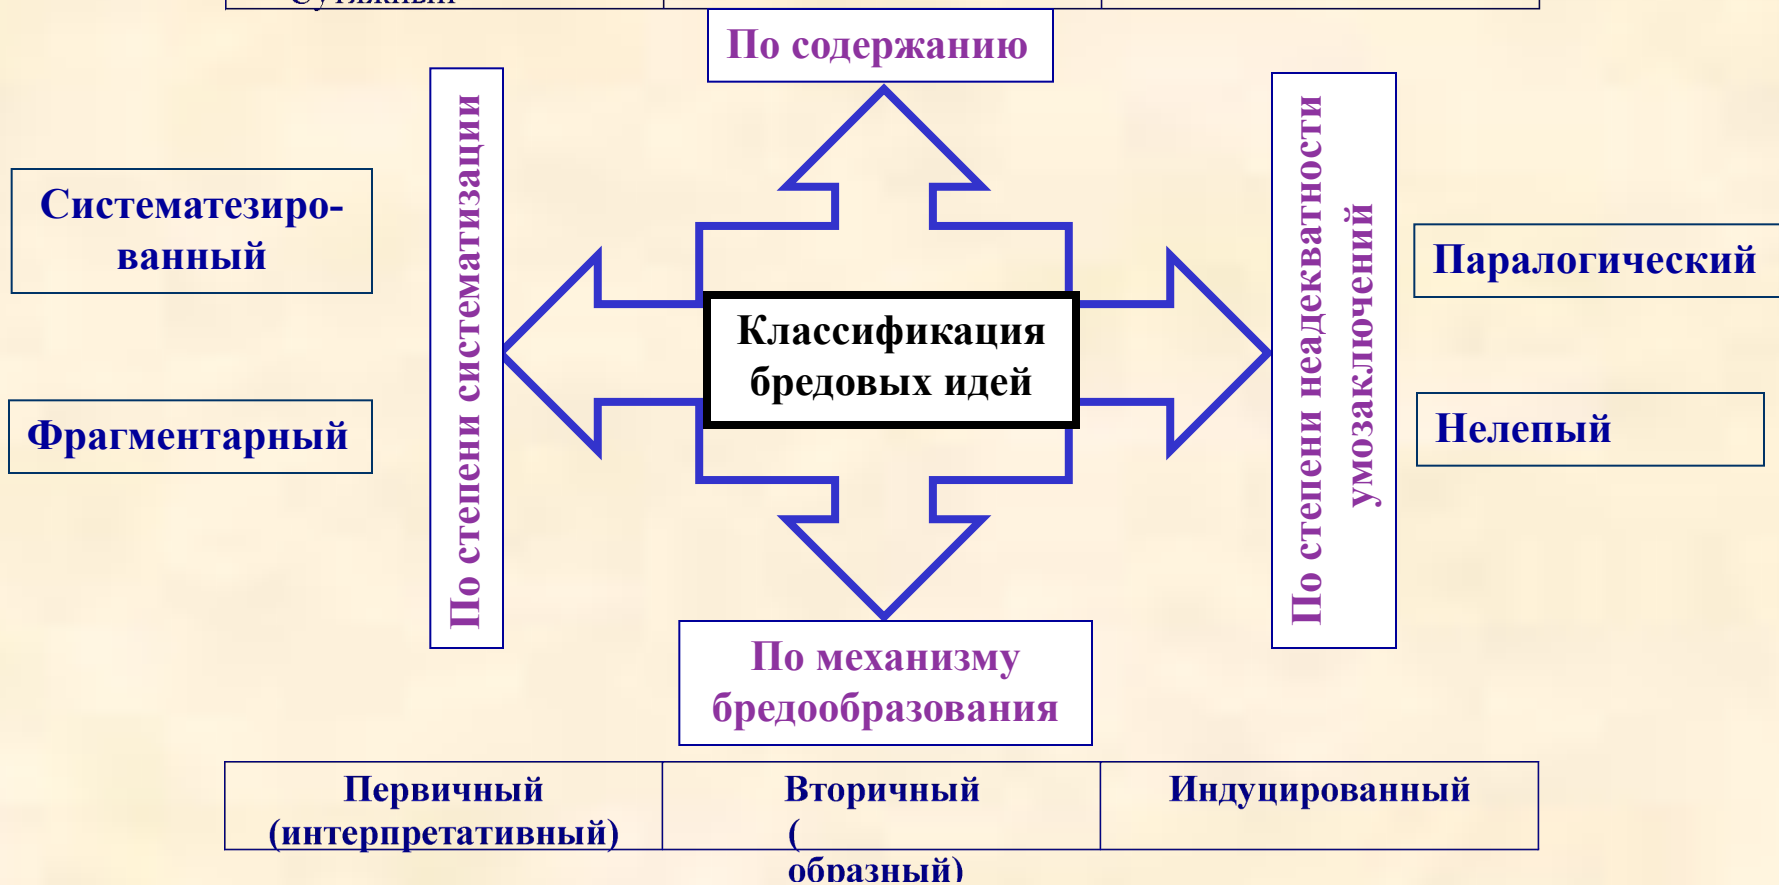 По содержанию
По степени систематизации
Систематезиро-
ванный
Фрагментарный
Классификация
бредовых идей
По степени неадекватности
умозаключений
Паралогический
Нелепый
По механизму
бредообразования
Первичный
(интерпретативный)
Вторичный
(
образный)
Индуцированный